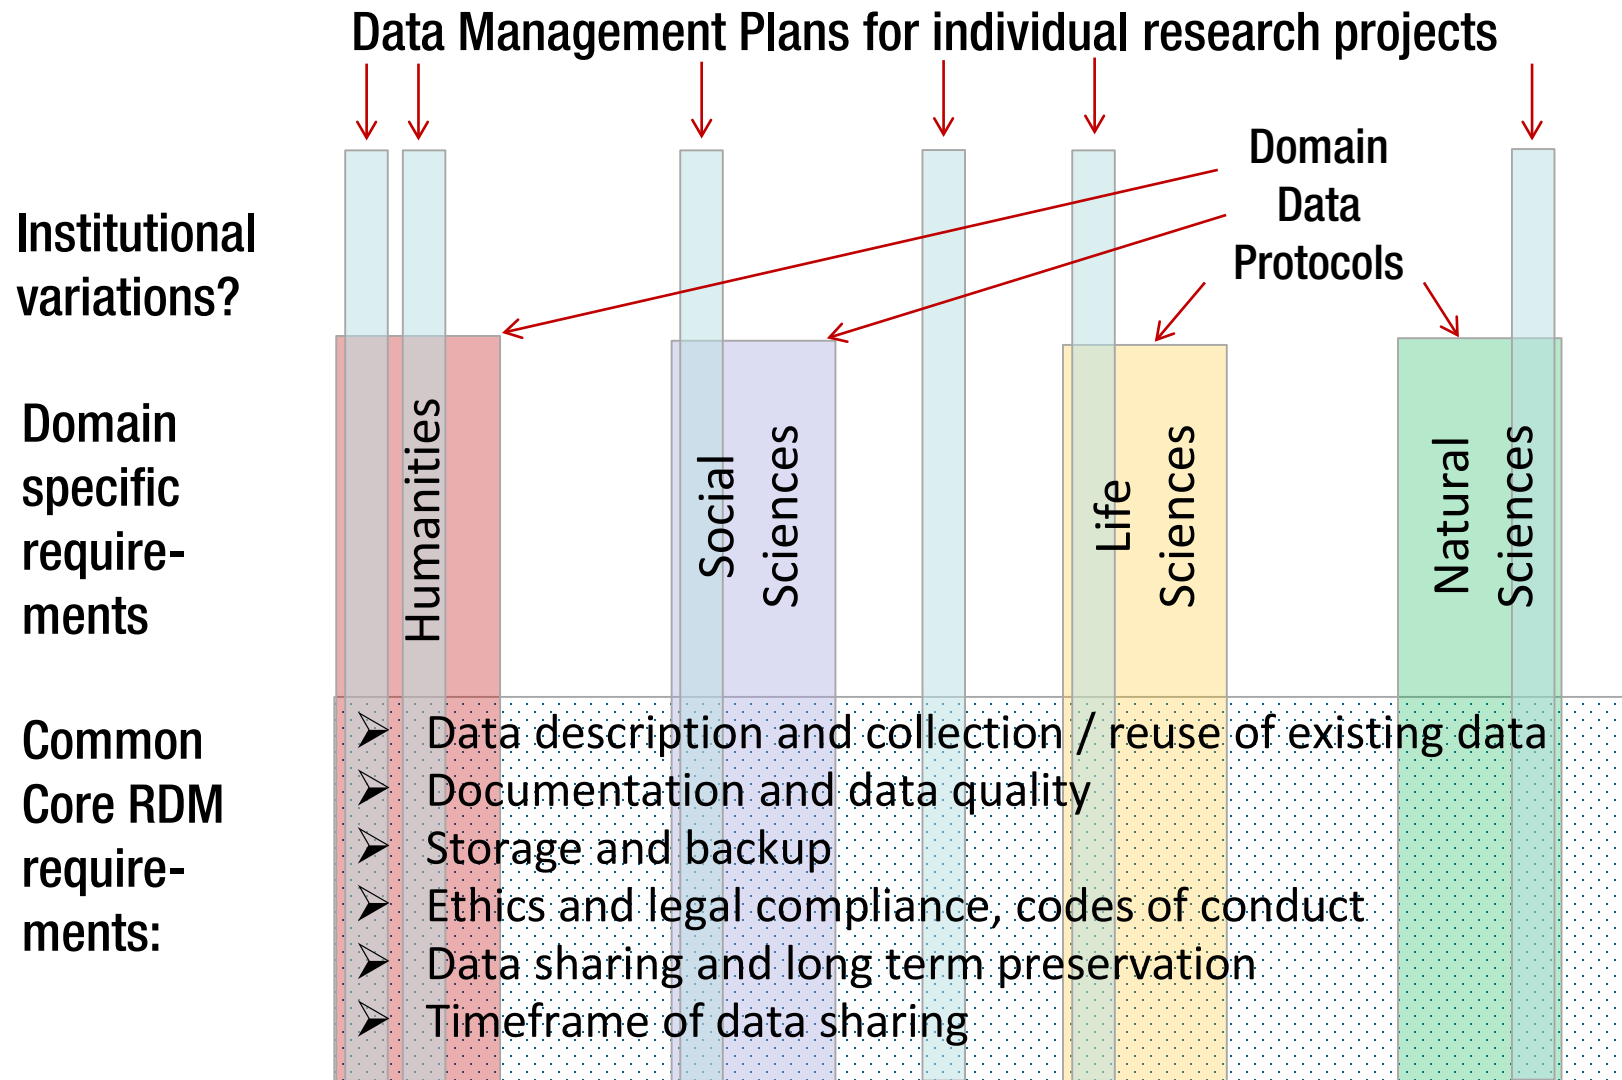 Data Management Plans for individual research projects
Domain
Data
Protocols
Institutional
variations?
Domain
specific
require-
ments
Humanities
Social
Sciences
Life
Sciences
Natural
Sciences
Common
Core RDM
require-
ments:
➢ Data description and collection / reuse of existing data
➢ Documentation and data quality
➢ Storage and backup
➢ Ethics and legal compliance, codes of conduct
➢ Data sharing and long term preservation
➢ Timeframe of data sharing